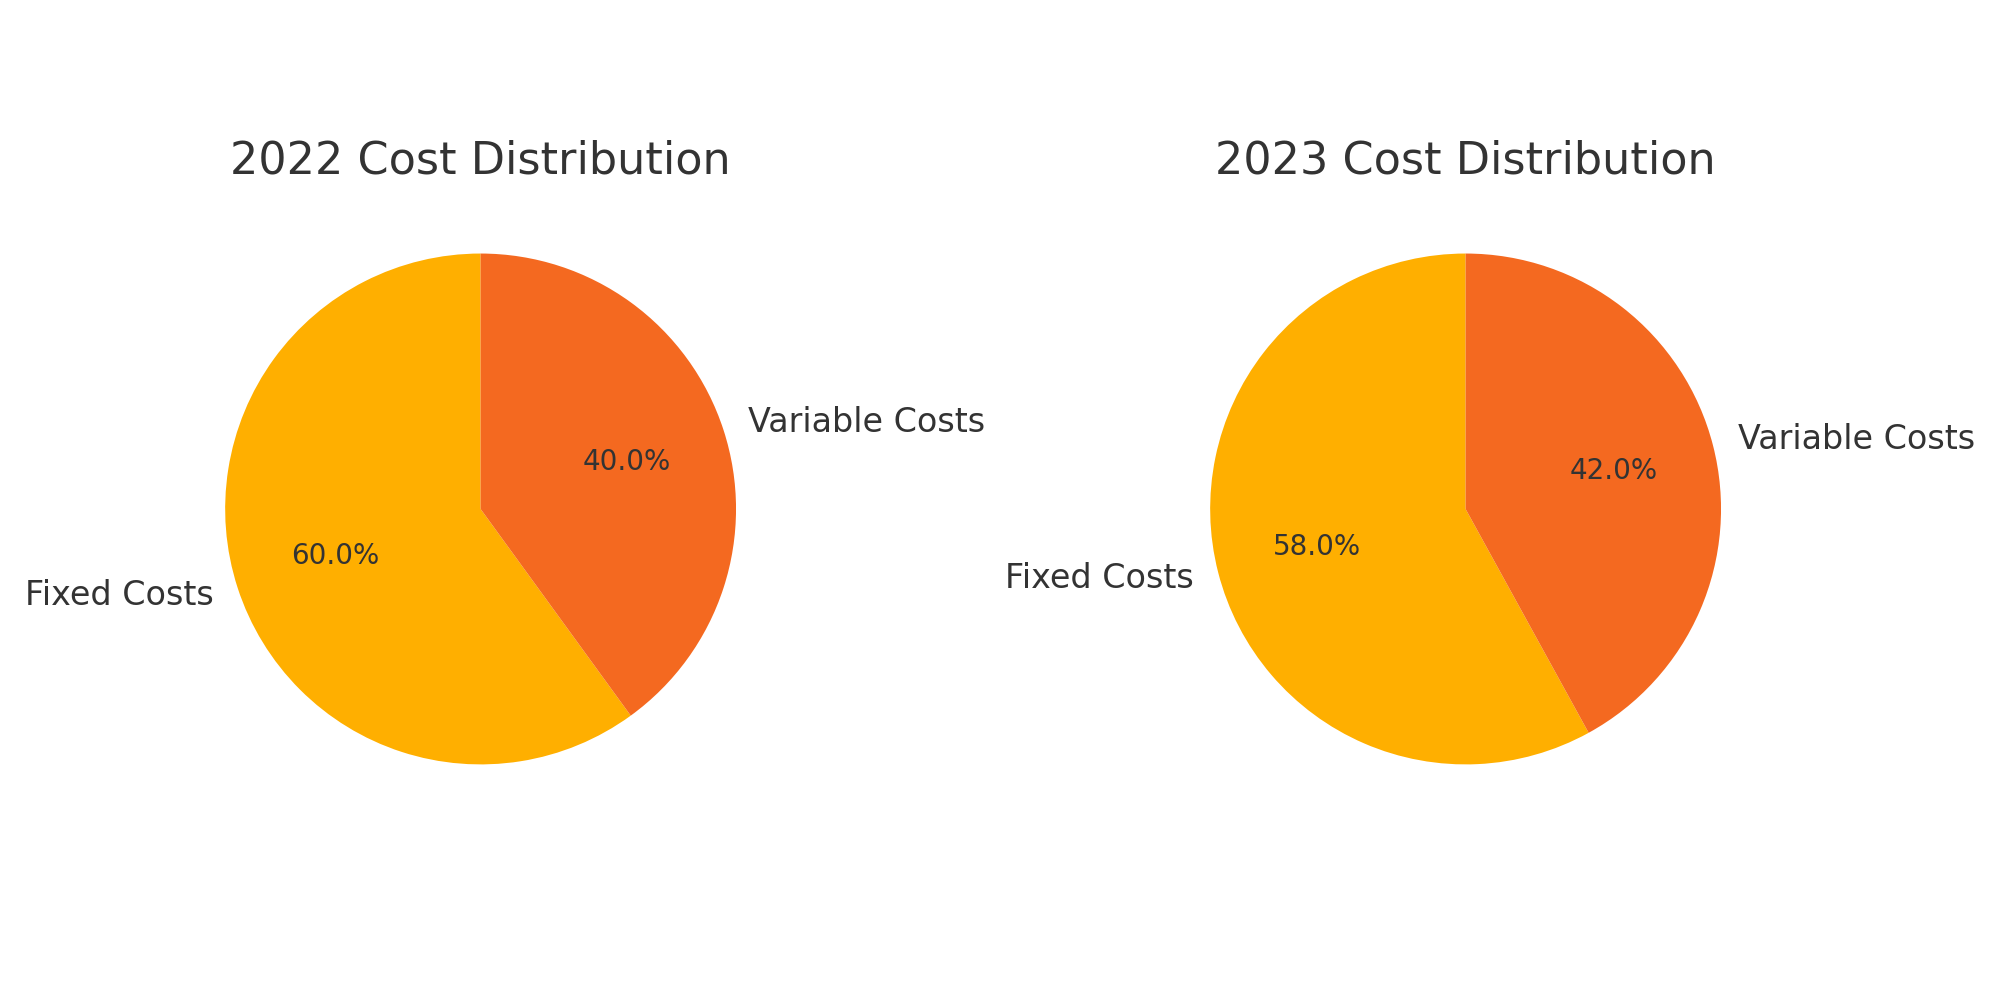 2022 Cost Distribution
Variable Costs
40.0%
60.0%
Fixed Costs
2023 Cost Distribution
Variable Costs
42.0%
58.0%
Fixed Costs